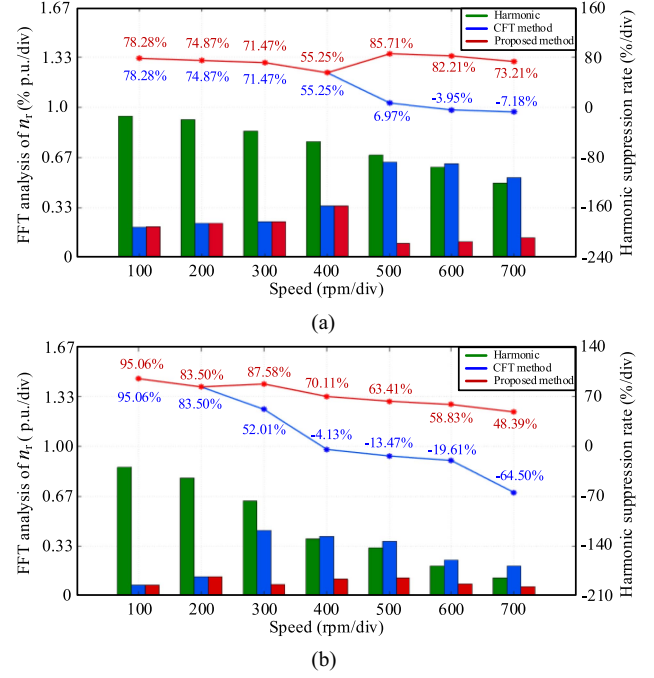 1.67
1.33
1.0
0.67
0.33
0
FFT analysis of nr (% p.u./div)
Harmonic
CFT method
Proposed method
160
80
0
-80
-160
-240
Harmonic suppression rate (%/div)
78.28% 74.87% 71.47% 55.25% 85.71% 82.21% 73.21%
78.28% 74.87% 71.47% 55.25% 6.97% -3.95% -7.18%
100 200 300 400 500 600 700
Speed (rpm/div)
(a)
1.67
1.33
1.00
0.67
0.33
0
FFT analysis of nr ( p.u./div)
Harmonic
CFT method
Proposed method
140
70
0
-70
-140
-210
Harmonic suppression rate (%/div)
95.06% 83.50% 87.58% 70.11% 63.41% 58.83% 48.39%
95.06% 83.50% 52.01% -4.13% -13.47% -19.61% -64.50%
100 200 300 400 500 600 700
Speed (rpm/div)
(b)